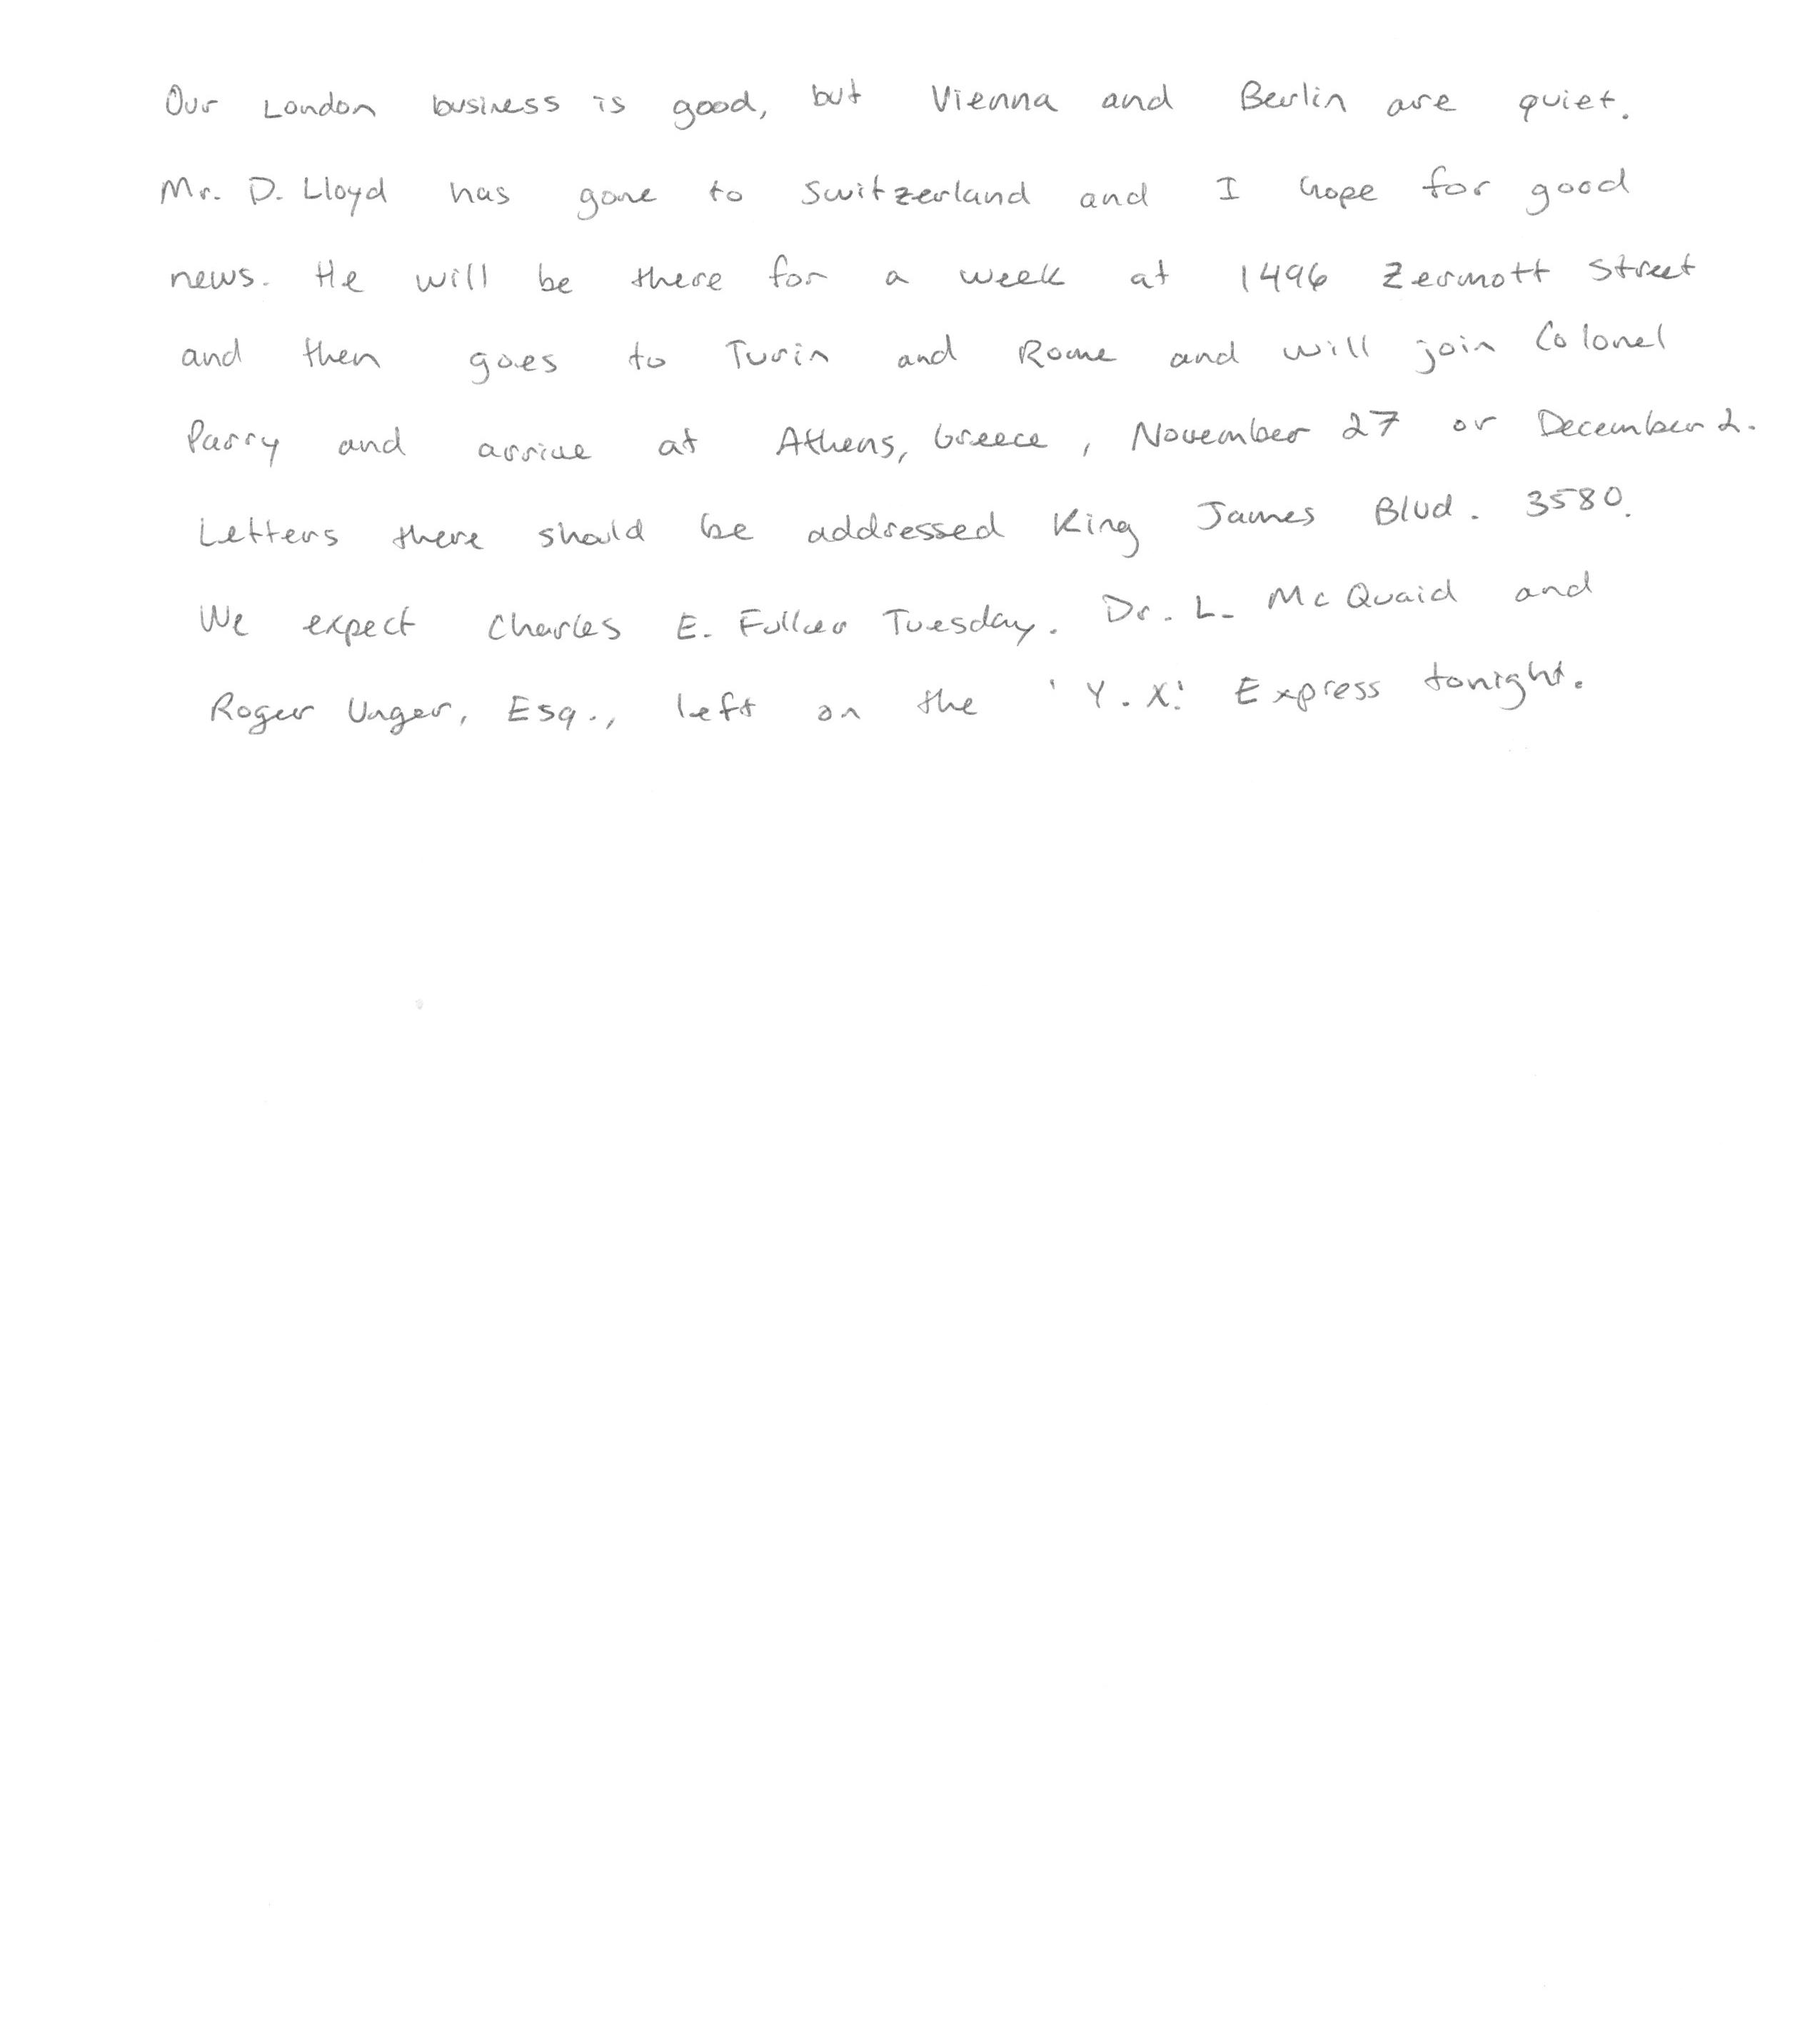 Our London business is good, but Vienna and Berlin are quiet.
Mr. D. Lloyd has gone to Switzerland and I hope for good
news. He will be there for a week at 1496 Zermott Street
and then goes to Turin and Rome and will join Colonel
Parry and arrive at Athens, Greece, November 27 or December 2.
Letters there should be addressed King James Blvd. 3580.
We expect Charles E. Fuller Tuesday. Dr. L. McQuaid and
Roger Unger, Esq., left on the 'Y.X.' Express tonight.